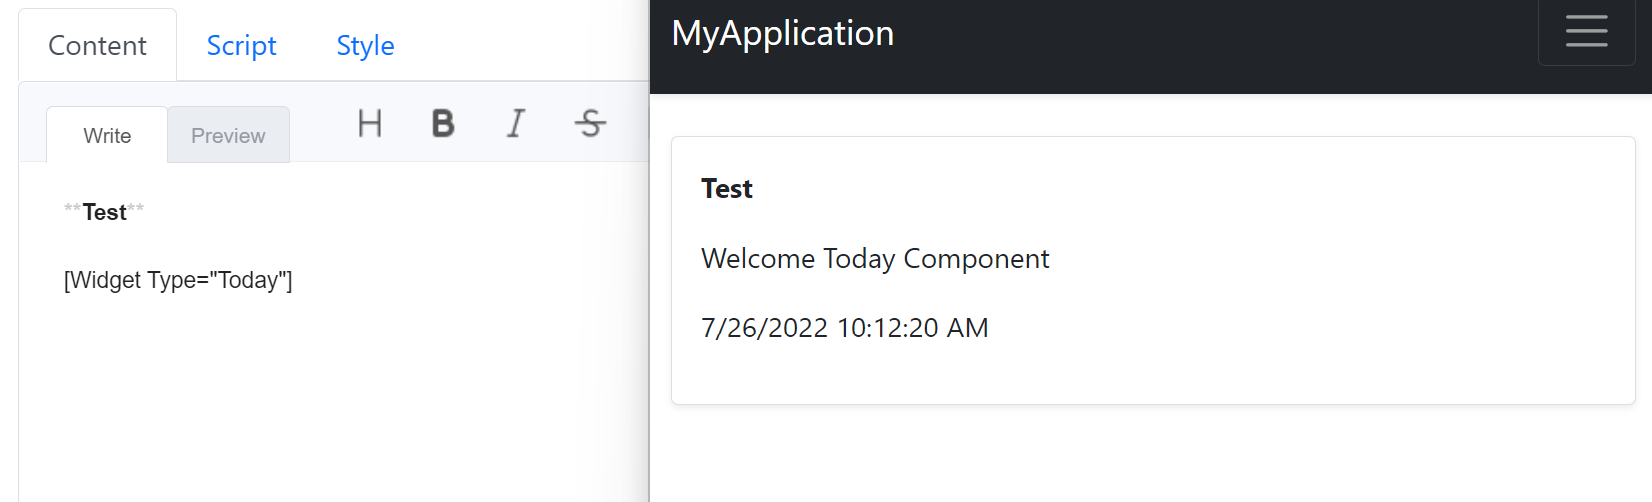 Content Script Style
Write Preview H B I S
**Test**
[Widget Type="Today"]
MyApplication
Test
Welcome Today Component
7/26/2022 10:12:20 AM